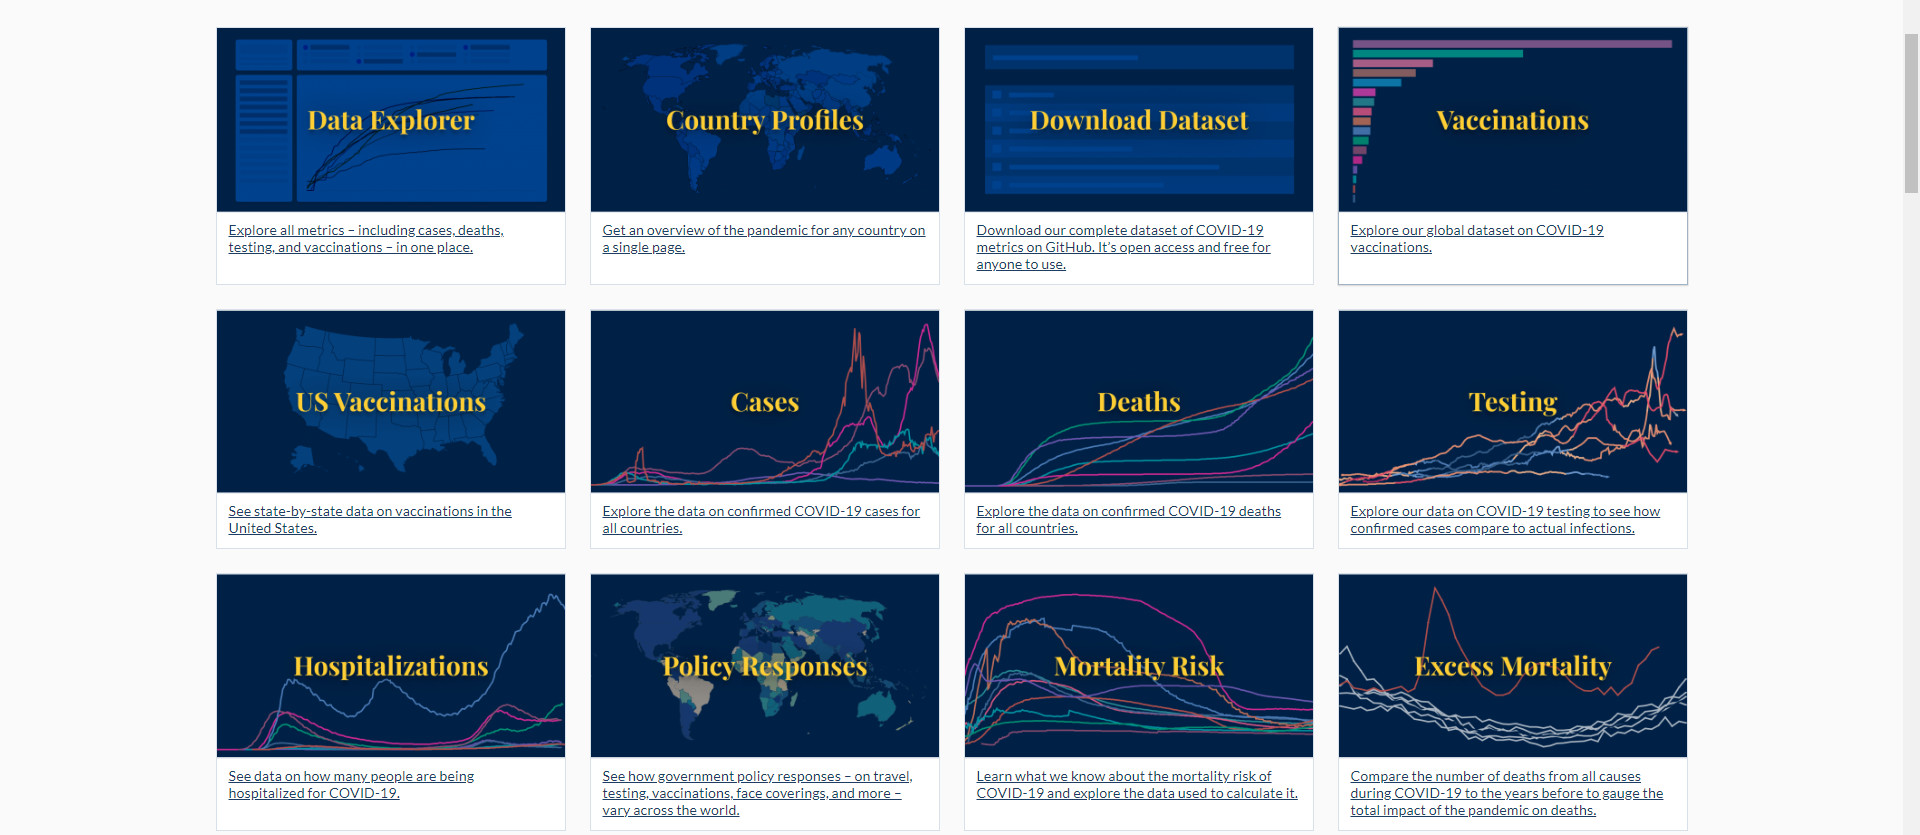 Data Explorer
Explore all metrics – including cases, deaths,
testing, and vaccinations – in one place.
Country Profiles
Get an overview of the pandemic for any country on
a single page.
Download Dataset
Download our complete dataset of COVID-19
metrics on GitHub. It's open access and free for
anyone to use.
Vaccinations
Explore our global dataset on COVID-19
vaccinations.
US Vaccinations
See state-by-state data on vaccinations in the
United States.
Cases
Explore the data on confirmed COVID-19 cases for
all countries.
Deaths
Explore the data on confirmed COVID-19 deaths
for all countries.
Testing
Explore our data on COVID-19 testing to see how
confirmed cases compare to actual infections.
Hospitalizations
See data on how many people are being
hospitalized for COVID-19.
Policy Responses
See how government policy responses – on travel,
testing, vaccinations, face coverings, and more –
vary across the world.
Mortality Risk
Learn what we know about the mortality risk of
COVID-19 and explore the data used to calculate it.
Excess Mortality
Compare the number of deaths from all causes
during COVID-19 to the years before to gauge the
total impact of the pandemic on deaths.